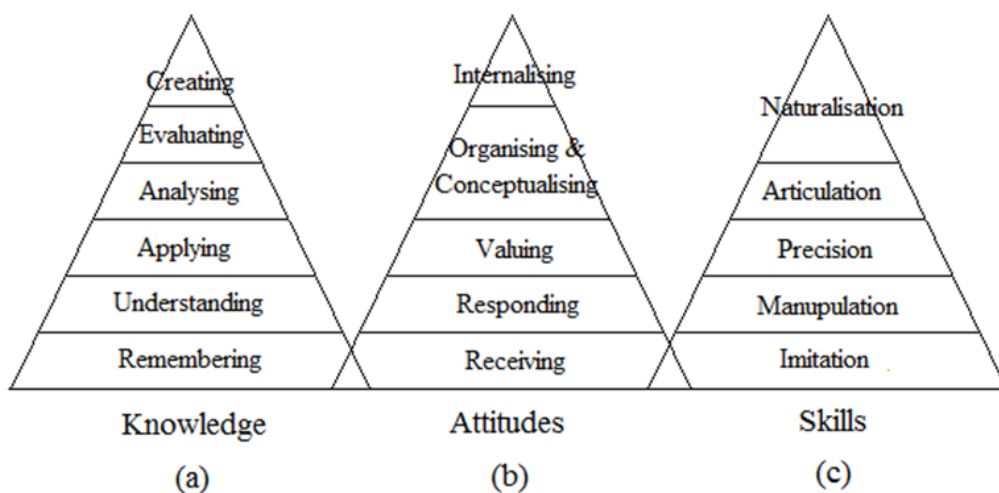 Creating
Evaluating
Analysing
Applying
Understanding
Remembering
Knowledge
(a)
Internalising
Organising &
Conceptualising
Valuing
Responding
Receiving
Attitudes
(b)
Naturalisation
Articulation
Precision
Manupulation
Imitation
Skills
(c)